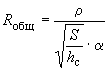 R_общ = ρ / (√(S / h_c) · α)